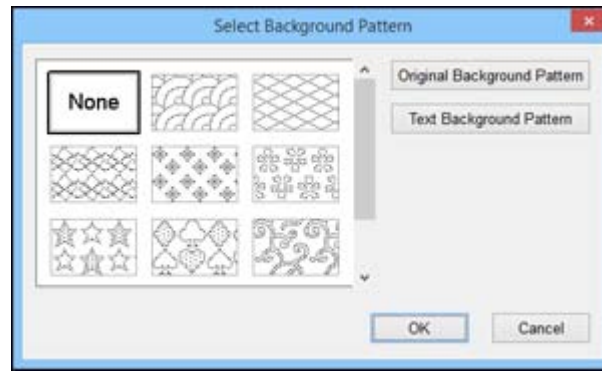 Select Background Pattern
None
Original Background Pattern
Text Background Pattern
OK
Cancel